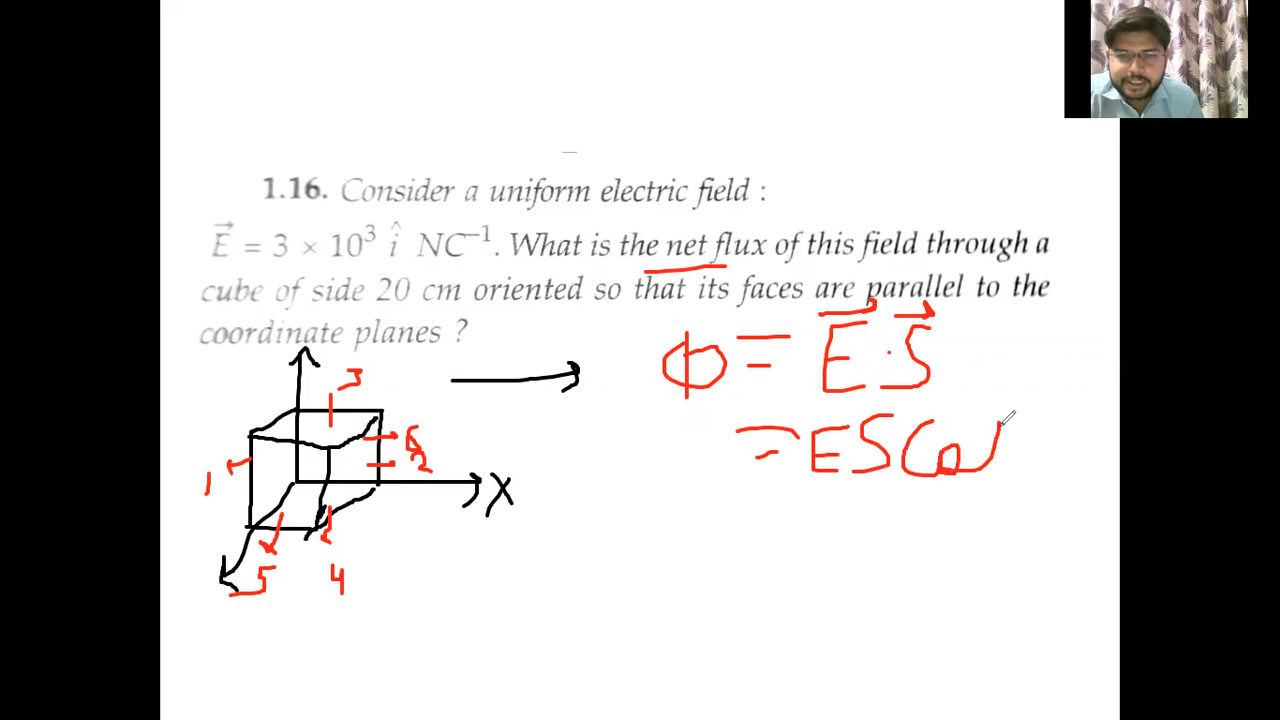 1.16. Consider a uniform electric field :
E⃗ = 3 × 10³ î NC⁻¹. What is the net flux of this field through a
cube of side 20 cm oriented so that its faces are parallel to the
coordinate planes ?
ϕ = E⃗ · S⃗
= ES Cos
3
6
2
1
X
5
4